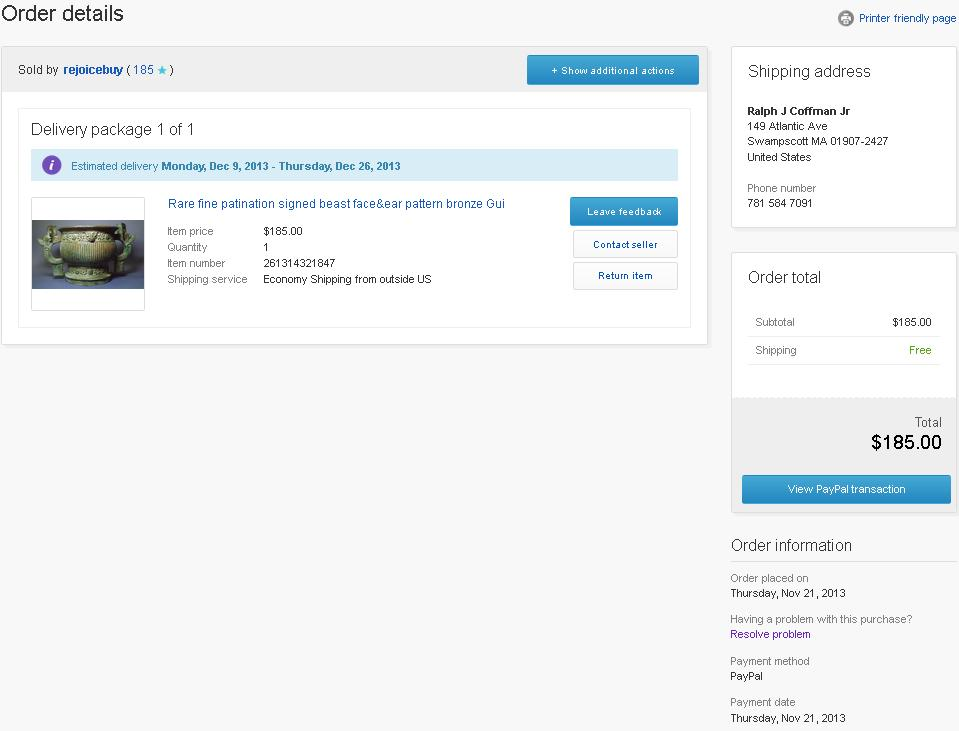 Order details
Printer friendly page
Sold by rejoicebuy ( 185 ★ )
+ Show additional actions
Delivery package 1 of 1
i Estimated delivery Monday, Dec 9, 2013 - Thursday, Dec 26, 2013
Rare fine patination signed beast face&ear pattern bronze Gui
Item price $185.00
Quantity 1
Item number 261314321847
Shipping service Economy Shipping from outside US
Leave feedback
Contact seller
Return item
Shipping address
Ralph J Coffman Jr
149 Atlantic Ave
Swampscott MA 01907-2427
United States
Phone number
781 584 7091
Order total
Subtotal $185.00
Shipping Free
Total
$185.00
View PayPal transaction
Order information
Order placed on
Thursday, Nov 21, 2013
Having a problem with this purchase?
Resolve problem
Payment method
PayPal
Payment date
Thursday, Nov 21, 2013